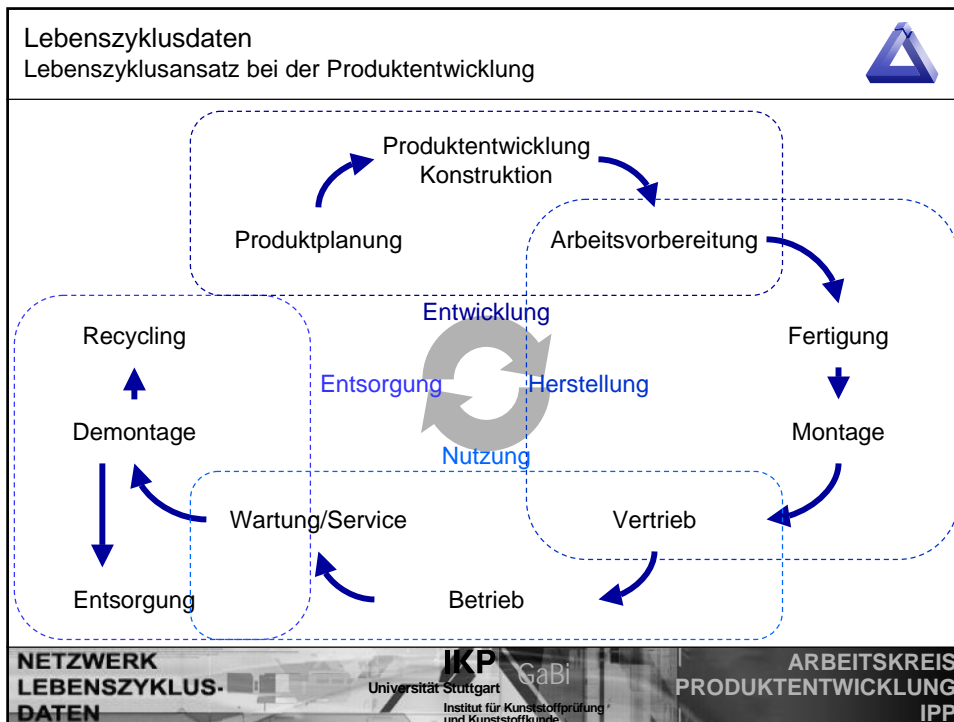 Lebenszyklusdaten
Lebenszyklusansatz bei der Produktentwicklung
Produktentwicklung
Konstruktion
Produktplanung
Arbeitsvorbereitung
Entwicklung
Recycling
Fertigung
Entsorgung
Herstellung
Demontage
Montage
Nutzung
Wartung/Service
Vertrieb
Entsorgung
Betrieb
NETZWERK
LEBENSZYKLUS-
DATEN
IKP
Universität Stuttgart
GaBi
Institut für Kunststoffprüfung
und Kunststoffkunde
ARBEITSKREIS
PRODUKTENTWICKLUNG
IPP